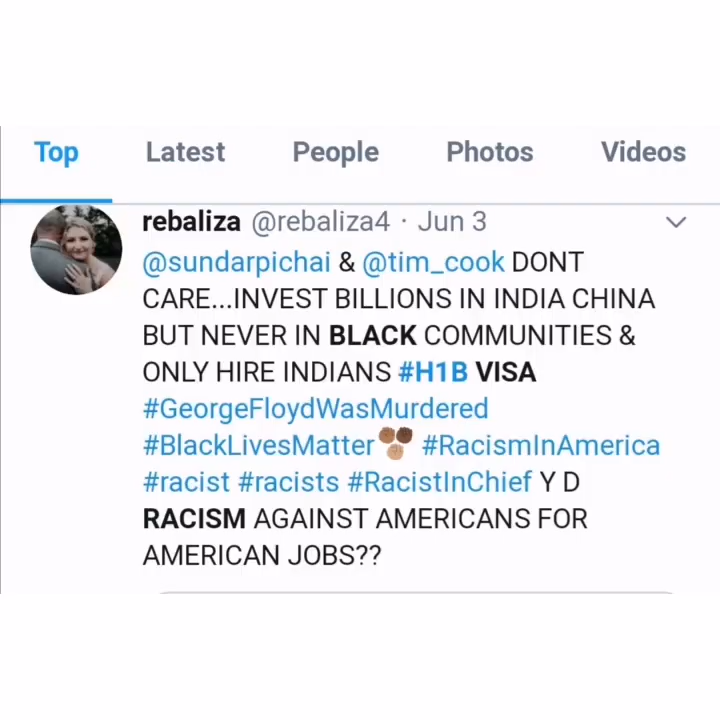 Top Latest People Photos Videos
rebaliza @rebaliza4 · Jun 3
@sundarpichai & @tim_cook DONT
CARE...INVEST BILLIONS IN INDIA CHINA
BUT NEVER IN BLACK COMMUNITIES &
ONLY HIRE INDIANS #H1B VISA
#GeorgeFloydWasMurdered
#BlackLivesMatter #RacismInAmerica
#racist #racists #RacistInChief Y D
RACISM AGAINST AMERICANS FOR
AMERICAN JOBS??